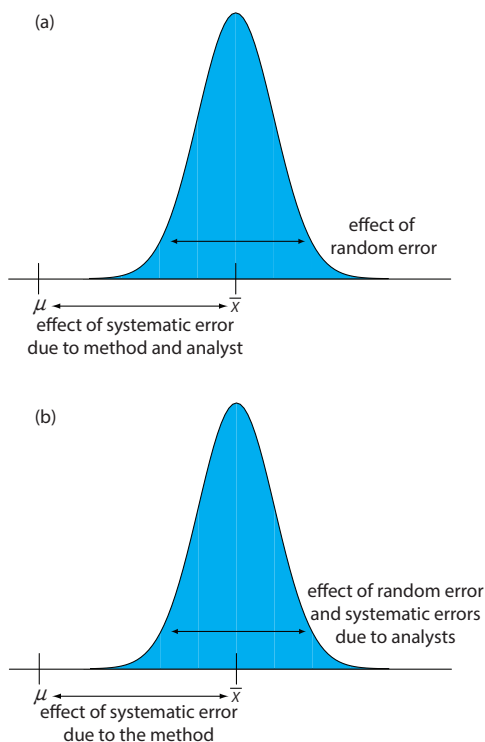 (a)
effect of
random error
μ
x̅
effect of systematic error
due to method and analyst
(b)
effect of random error
and systematic errors
due to analysts
μ
x̅
effect of systematic error
due to the method